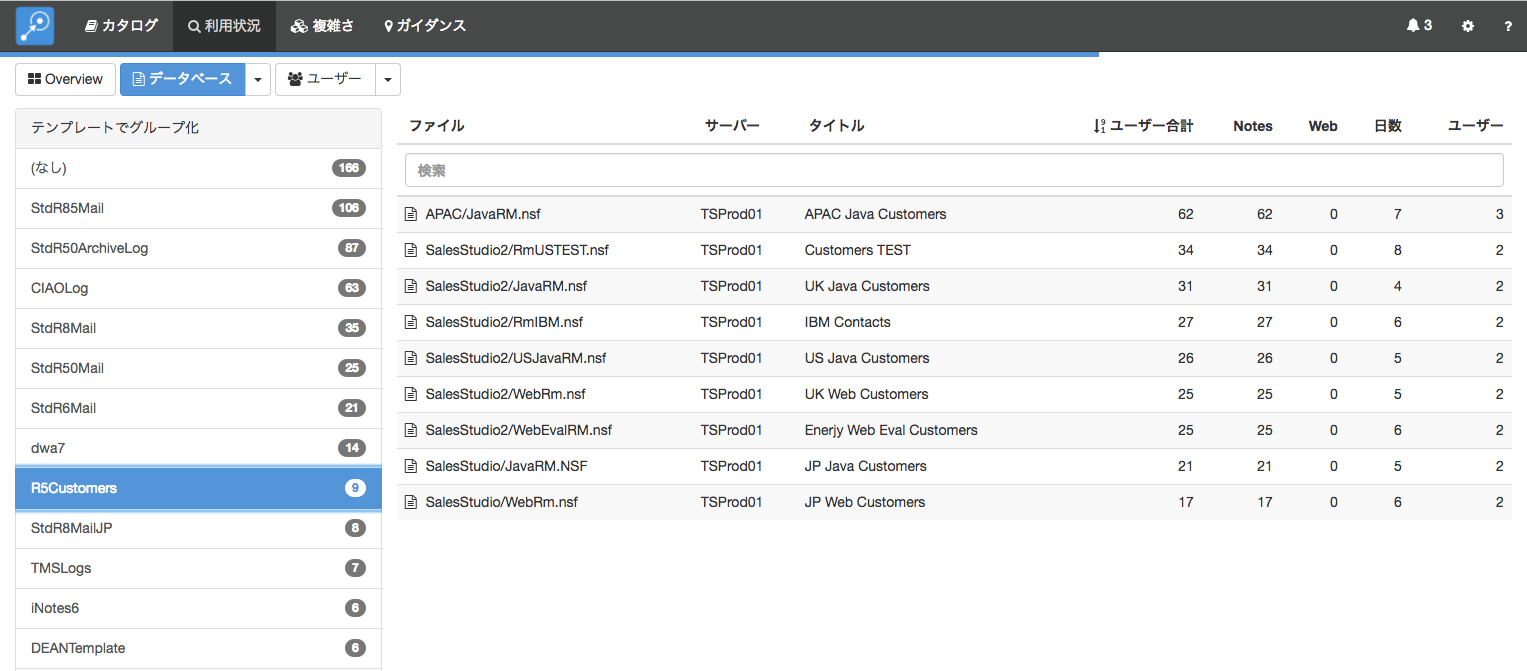 カタログ 利用状況 複雑さ ガイダンス 3 ?
Overview データベース ユーザー
テンプレートでグループ化
(なし) 166
StdR85Mail 106
StdR50ArchiveLog 87
CIAOLog 63
StdR8Mail 35
StdR50Mail 25
StdR6Mail 21
dwa7 14
R5Customers 9
StdR8MailJP 8
TMSLogs 7
iNotes6 6
DEANTemplate 6
ファイル サーバー タイトル ユーザー合計 Notes Web 日数 ユーザー
検索
APAC/JavaRM.nsf TSProd01 APAC Java Customers 62 62 0 7 3
SalesStudio2/RmUSTEST.nsf TSProd01 Customers TEST 34 34 0 8 2
SalesStudio2/JavaRM.nsf TSProd01 UK Java Customers 31 31 0 4 2
SalesStudio2/RmIBM.nsf TSProd01 IBM Contacts 27 27 0 6 2
SalesStudio2/USJavaRM.nsf TSProd01 US Java Customers 26 26 0 5 2
SalesStudio2/WebRm.nsf TSProd01 UK Web Customers 25 25 0 5 2
SalesStudio2/WebEvalRM.nsf TSProd01 Enerjy Web Eval Customers 25 25 0 6 2
SalesStudio/JavaRM.NSF TSProd01 JP Java Customers 21 21 0 5 2
SalesStudio/WebRm.nsf TSProd01 JP Web Customers 17 17 0 6 2